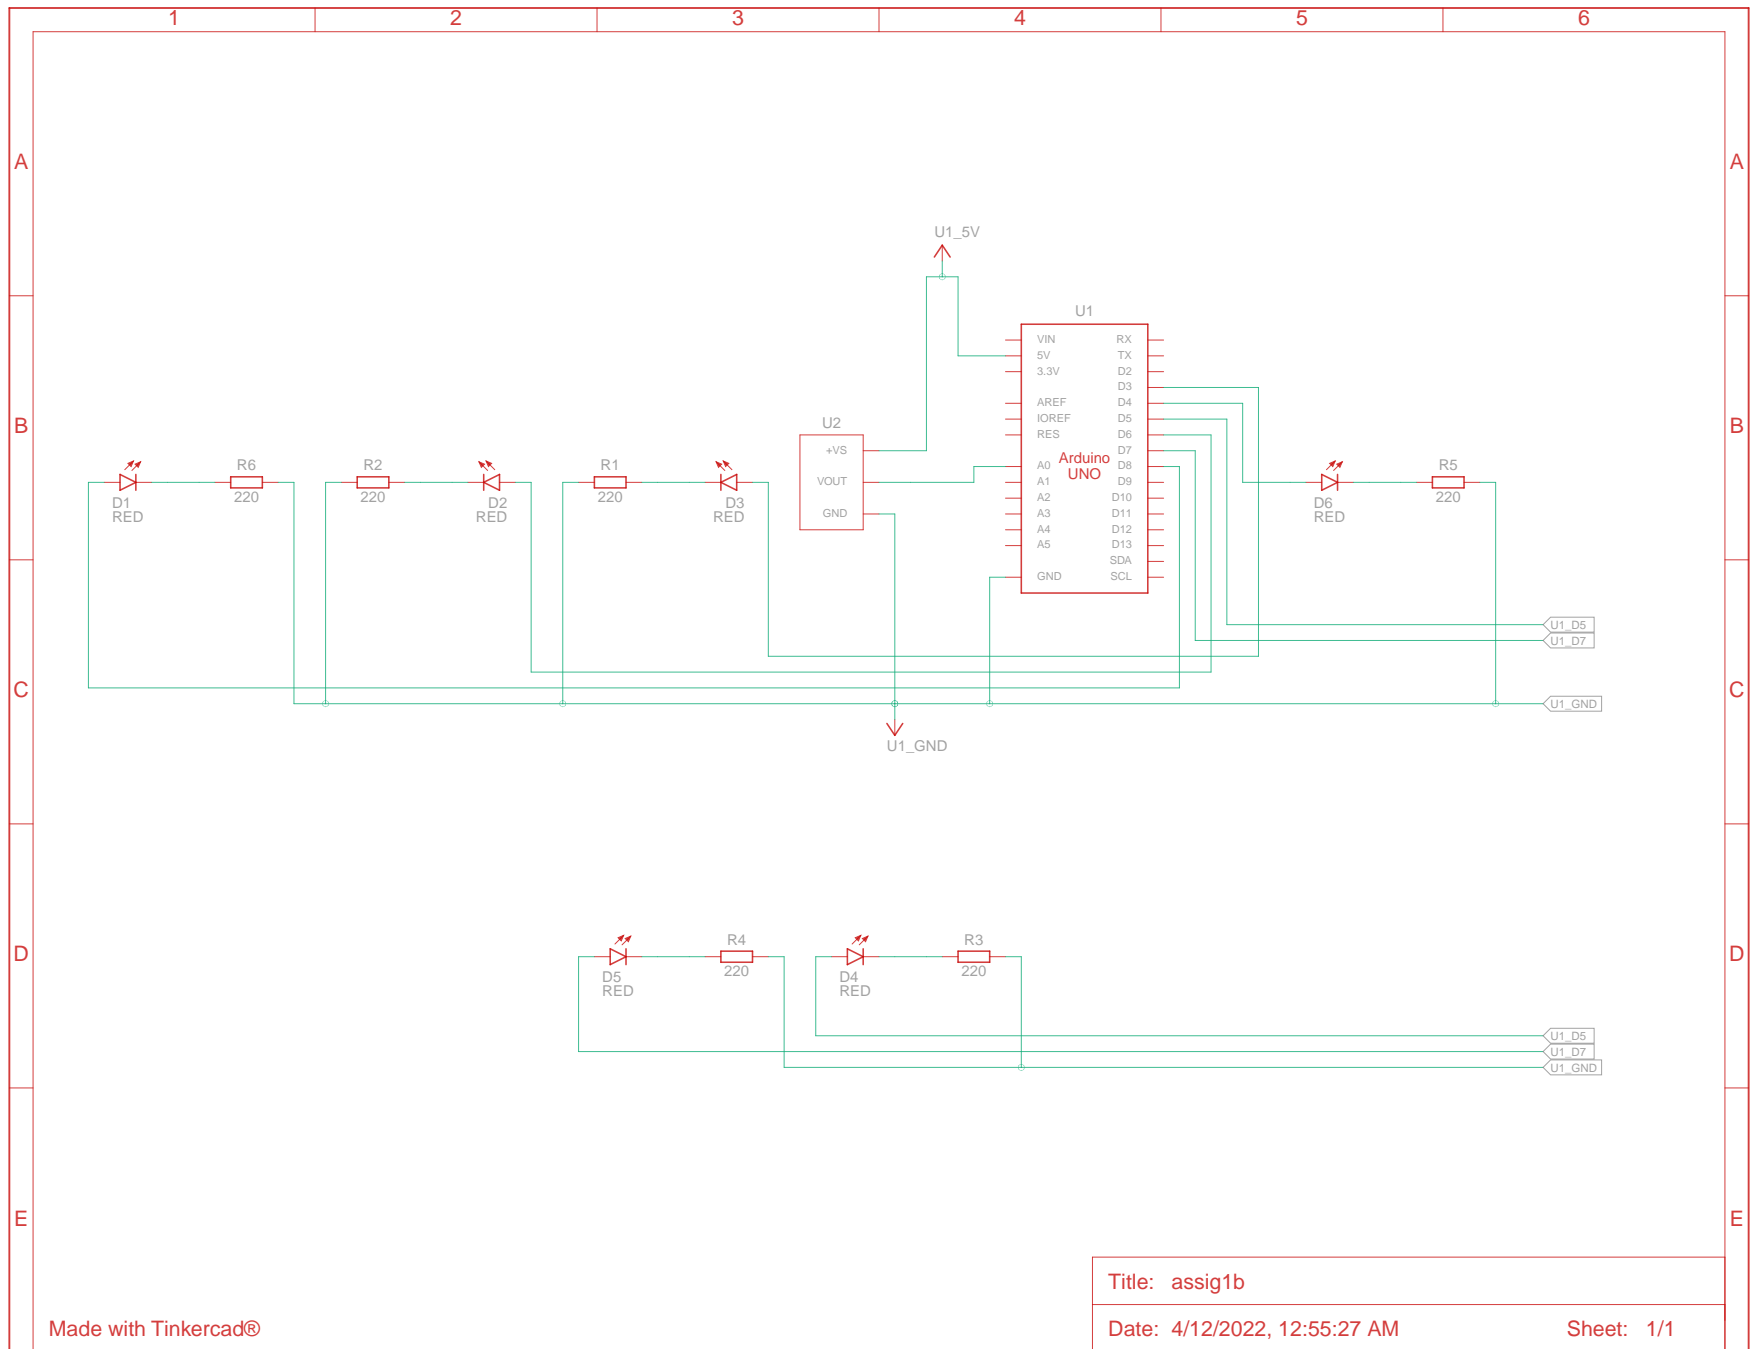 1 2 3 4 5 6
A A
U1_5V
U1
B B
VIN RX
5V TX
3.3V D2
D3
AREF D4
IOREF D5
RES D6
D7
A0 D8
A1 D9
A2 D10
A3 D11
A4 D12
A5 D13
SDA
GND SCL
Arduino
UNO
U2
+VS
VOUT
GND
D1
RED
R6
220
R2
220
D2
RED
R1
220
D3
RED
D6
RED
R5
220
U1_D5
U1_D7
C C
U1_GND
U1_GND
D D
D5
RED
R4
220
D4
RED
R3
220
U1_D5
U1_D7
U1_GND
E E
Title: assig1b
Made with Tinkercad®
Date: 4/12/2022, 12:55:27 AM Sheet: 1/1